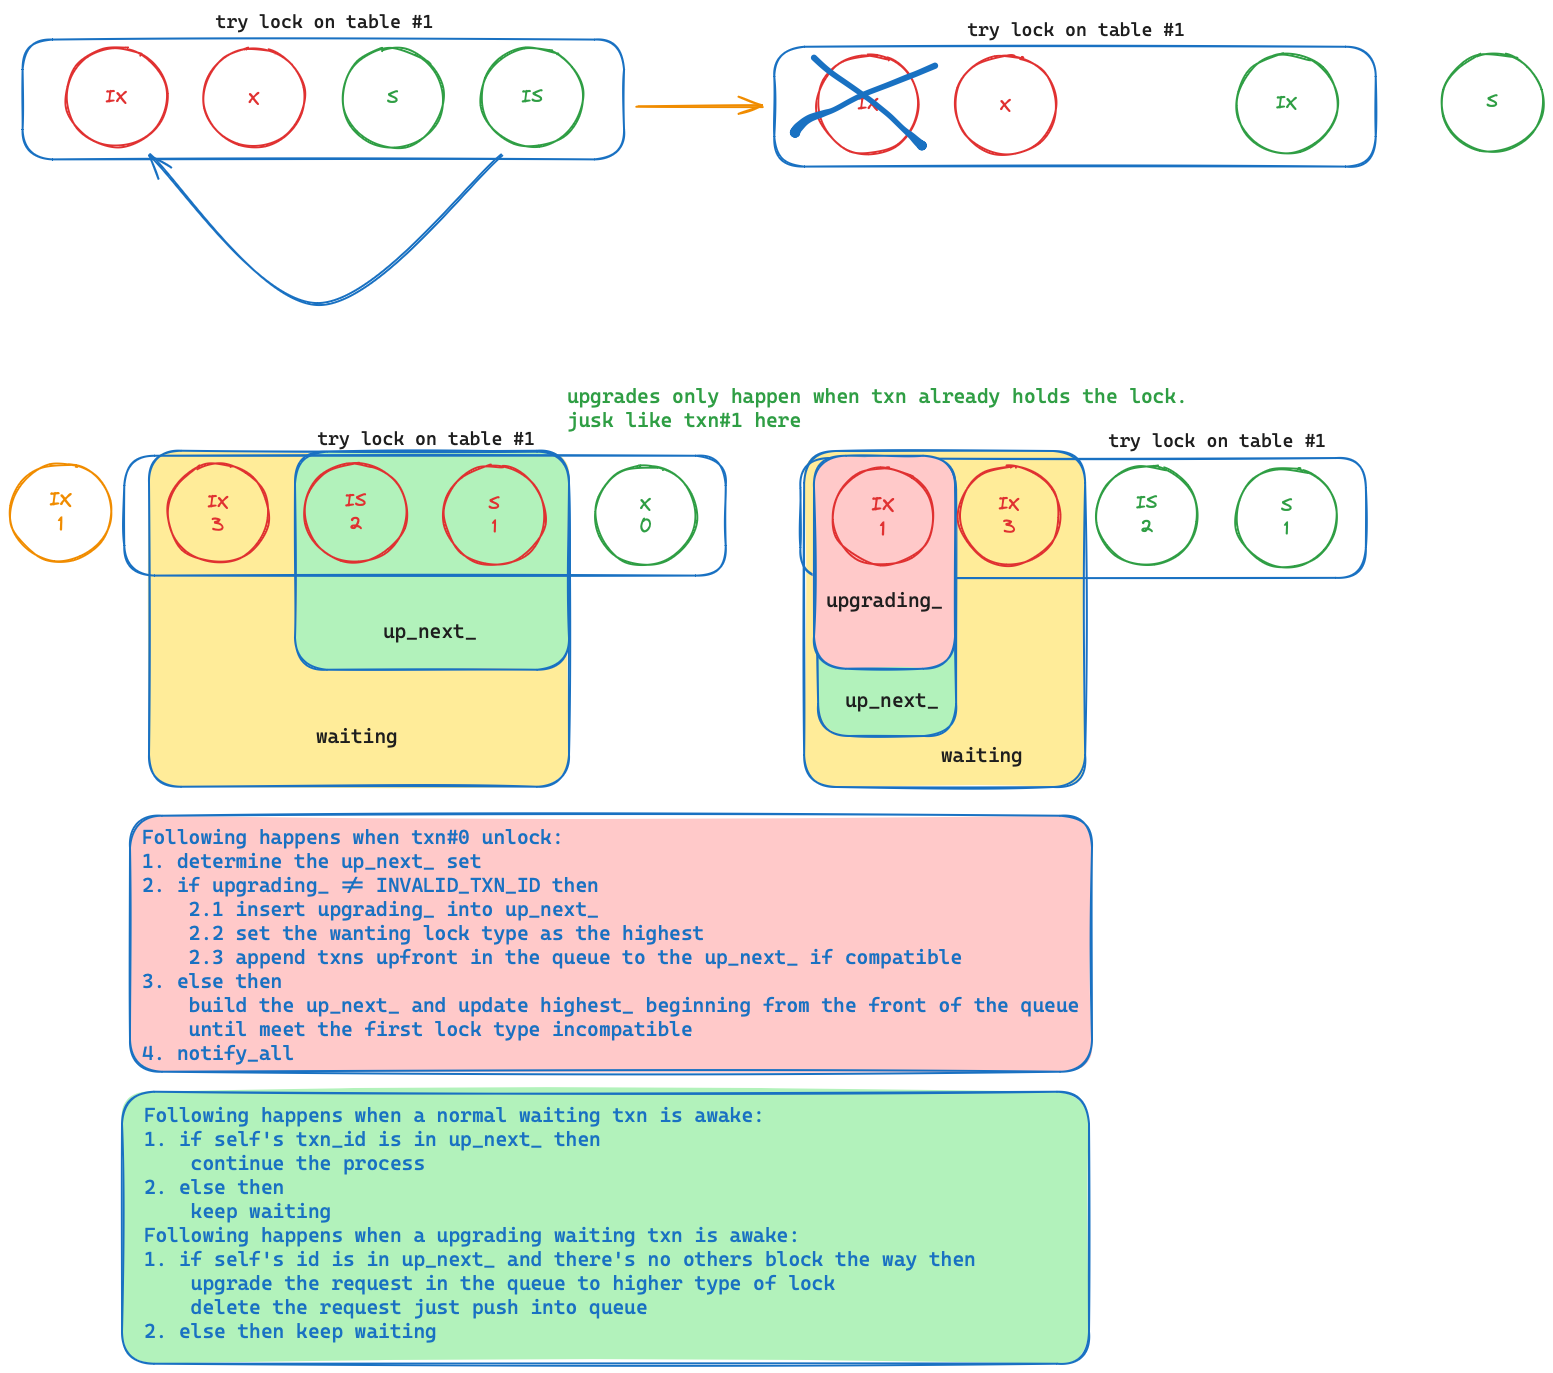 try lock on table #1
IX
X
S
IS
try lock on table #1
IX
X
IX
S
upgrades only happen when txn already holds the lock.
jusk like txn#1 here
try lock on table #1
IX
1
IX
3
IS
2
S
1
X
0
up_next_
waiting
try lock on table #1
IX
1
IX
3
IS
2
S
1
upgrading_
up_next_
waiting
Following happens when txn#0 unlock:
1. determine the up_next_ set
2. if upgrading_ ≠ INVALID_TXN_ID then
    2.1 insert upgrading_ into up_next_
    2.2 set the wanting lock type as the highest
    2.3 append txns upfront in the queue to the up_next_ if compatible
3. else then
    build the up_next_ and update highest_ beginning from the front of the queue
    until meet the first lock type incompatible
4. notify_all
Following happens when a normal waiting txn is awake:
1. if self's txn_id is in up_next_ then
    continue the process
2. else then
    keep waiting
Following happens when a upgrading waiting txn is awake:
1. if self's id is in up_next_ and there's no others block the way then
    upgrade the request in the queue to higher type of lock
    delete the request just push into queue
2. else then keep waiting